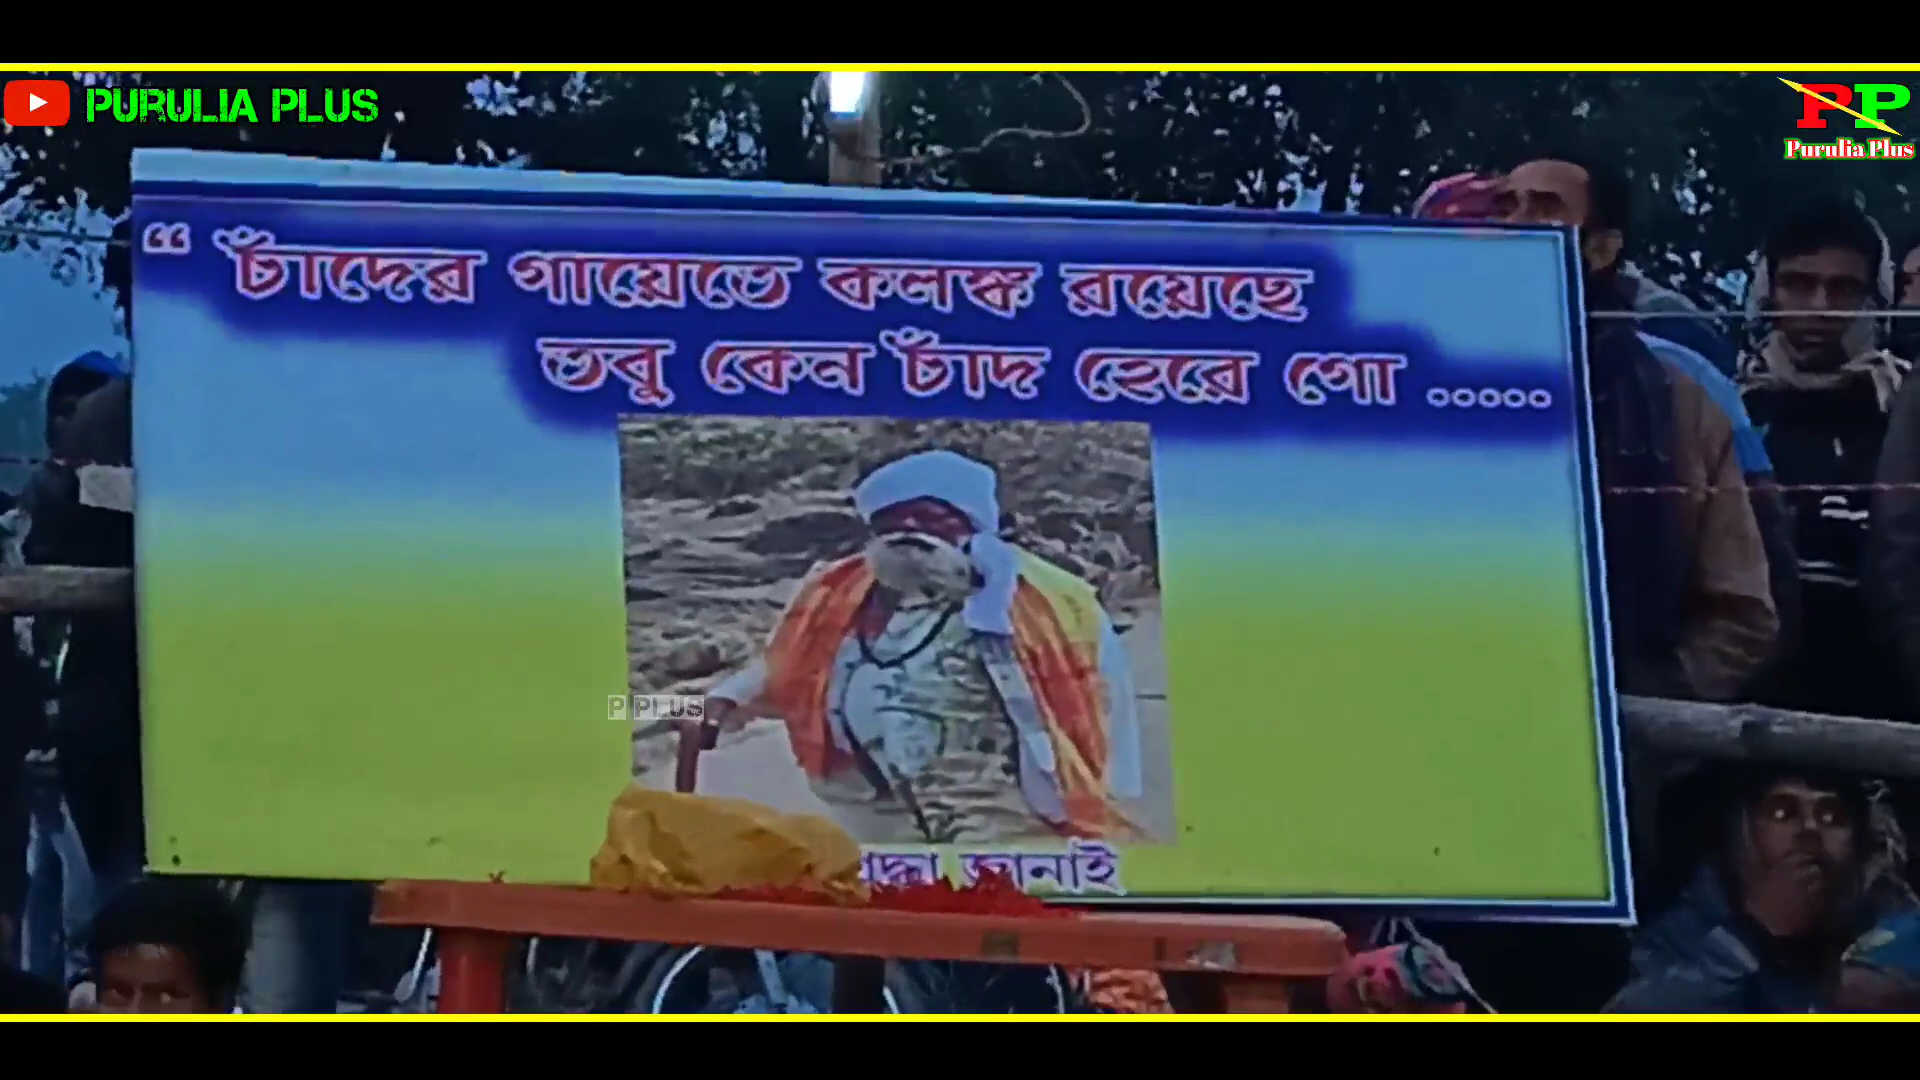 PURULIA PLUS
PP
Purulia Plus
“ চাঁদের গায়েতে কলঙ্ক রয়েছে
তবু কেন চাঁদ হেরে গো .....
P PLUS
জানাই